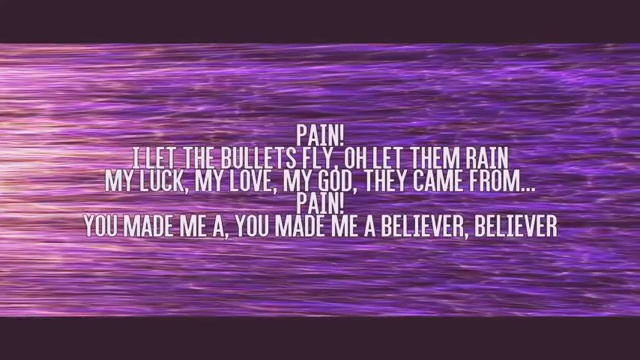 PAIN!
I LET THE BULLETS FLY, OH LET THEM RAIN
MY LUCK, MY LOVE, MY GOD, THEY CAME FROM...
PAIN!
YOU MADE ME A, YOU MADE ME A BELIEVER, BELIEVER